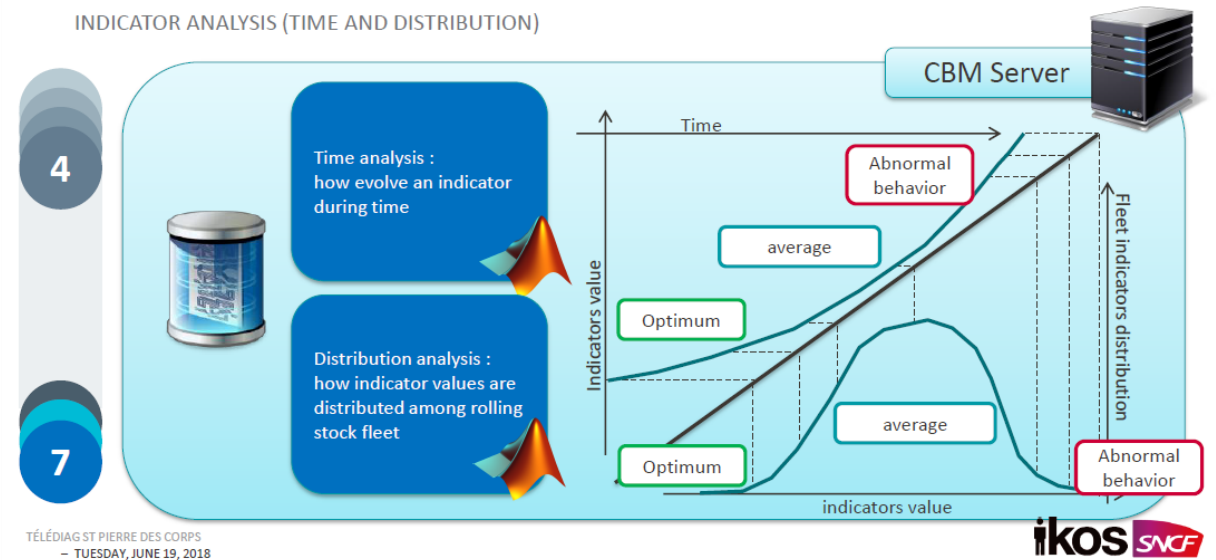 INDICATOR ANALYSIS (TIME AND DISTRIBUTION)
CBM Server
4
7
Time analysis :
how evolve an indicator
during time
Distribution analysis :
how indicator values are
distributed among rolling
stock fleet
Time
Indicators value
Abnormal
behavior
average
Optimum
Fleet indicators distribution
average
Optimum
Abnormal
behavior
indicators value
TÉLÉDIAG ST PIERRE DES CORPS
– TUESDAY, JUNE 19, 2018
ikos
SNCF